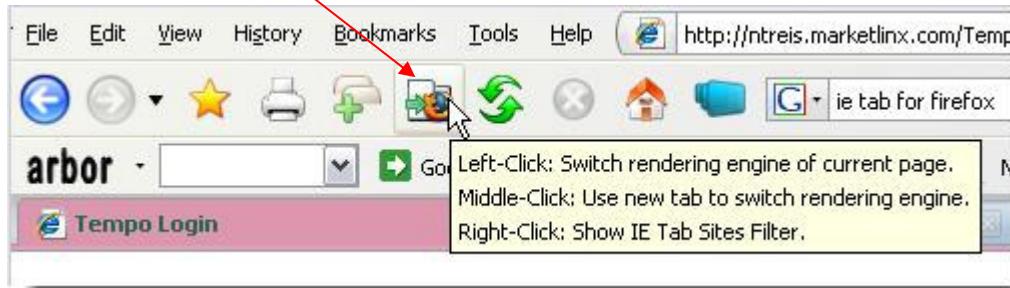 File Edit View History Bookmarks Tools Help http://ntreis.marketlinx.com/Temp
G ie tab for firefox
arbor
Left-Click: Switch rendering engine of current page.
Middle-Click: Use new tab to switch rendering engine.
Right-Click: Show IE Tab Sites Filter.
Tempo Login